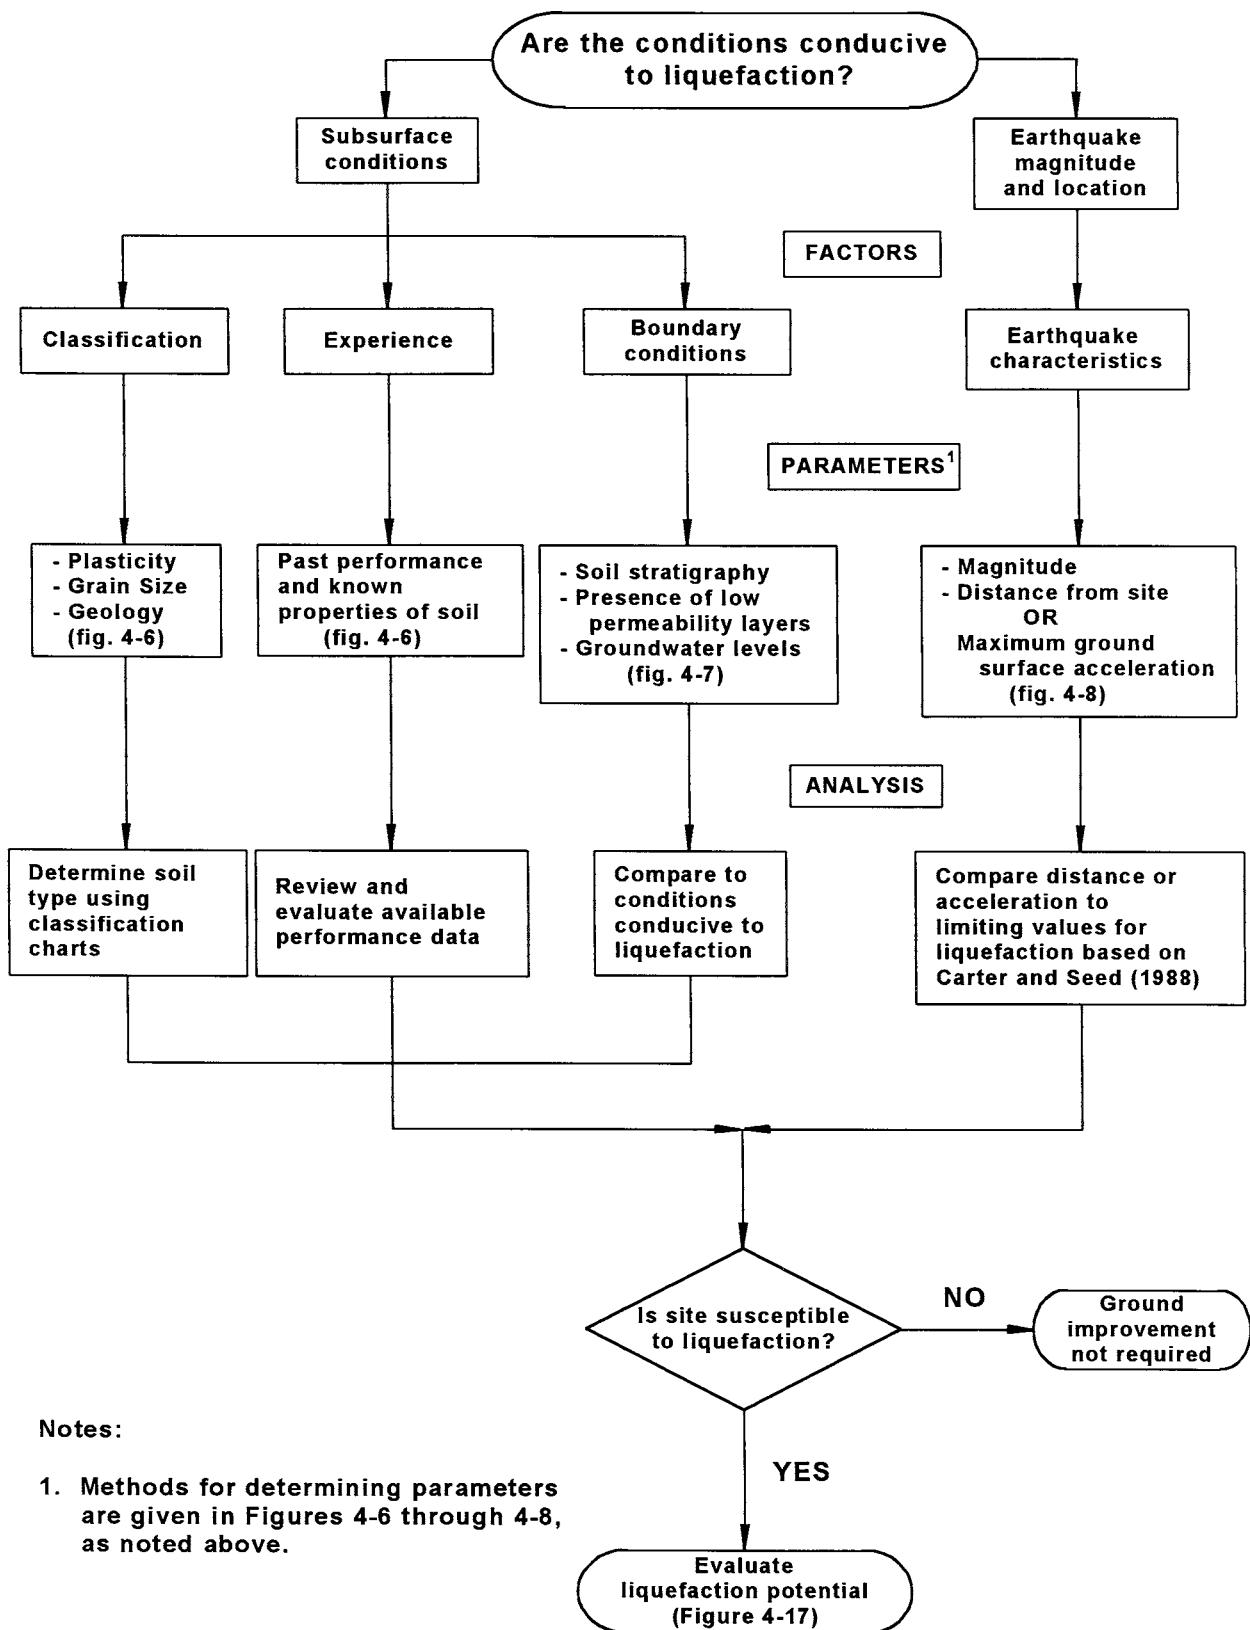 Are the conditions conducive
to liquefaction?
Subsurface
conditions
Earthquake
magnitude
and location
FACTORS
Classification
Experience
Boundary
conditions
Earthquake
characteristics
PARAMETERS1
- Plasticity
- Grain Size
- Geology
(fig. 4-6)
Past performance
and known
properties of soil
(fig. 4-6)
- Soil stratigraphy
- Presence of low
permeability layers
- Groundwater levels
(fig. 4-7)
- Magnitude
- Distance from site
OR
Maximum ground
surface acceleration
(fig. 4-8)
ANALYSIS
Determine soil
type using
classification
charts
Review and
evaluate available
performance data
Compare to
conditions
conducive to
liquefaction
Compare distance or
acceleration to
limiting values for
liquefaction based on
Carter and Seed (1988)
Is site susceptible
to liquefaction?
NO
Ground
improvement
not required
Notes:
1. Methods for determining parameters
are given in Figures 4-6 through 4-8,
as noted above.
YES
Evaluate
liquefaction potential
(Figure 4-17)